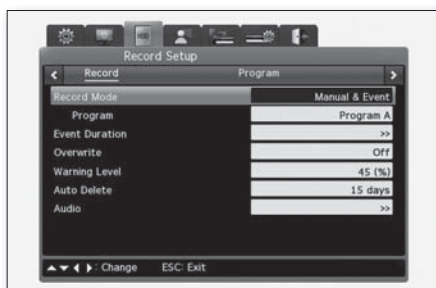 HDD
Record Setup
Record Program
Record Mode Manual & Event
Program Program A
Event Duration >>
Overwrite Off
Warning Level 45 (%)
Auto Delete 15 days
Audio >>
: Change ESC: Exit